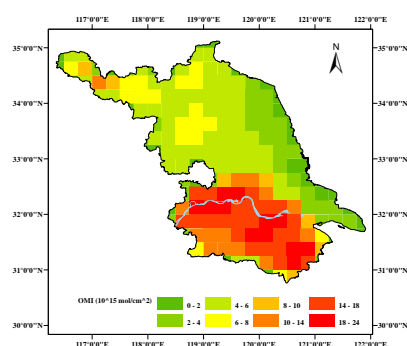 117°0'0"E 118°0'0"E 119°0'0"E 120°0'0"E 121°0'0"E 122°0'0"E
N
35°0'0"N 35°0'0"N
34°0'0"N 34°0'0"N
33°0'0"N 33°0'0"N
32°0'0"N 32°0'0"N
31°0'0"N 31°0'0"N
OMI (10^15 mol/cm^2) 0 - 2 4 - 6 8 - 10 14 - 18
2 - 4 6 - 8 10 - 14 18 - 24
30°0'0"N 30°0'0"N
117°0'0"E 118°0'0"E 119°0'0"E 120°0'0"E 121°0'0"E 122°0'0"E